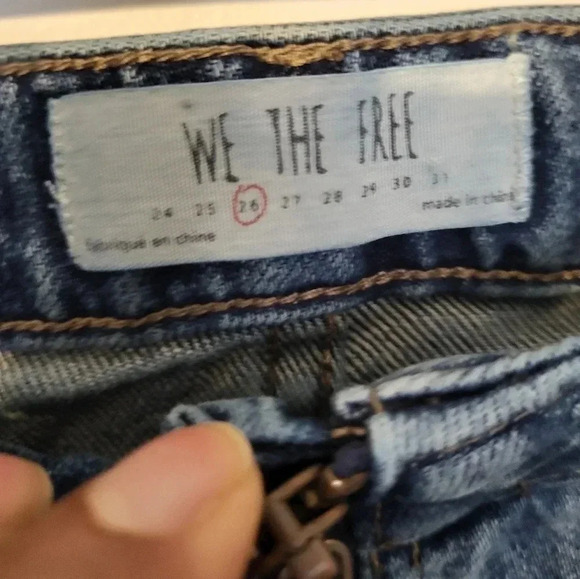 WE THE FREE
24 25 26 27 28 29 30 31
made in china
fabriqué en chine